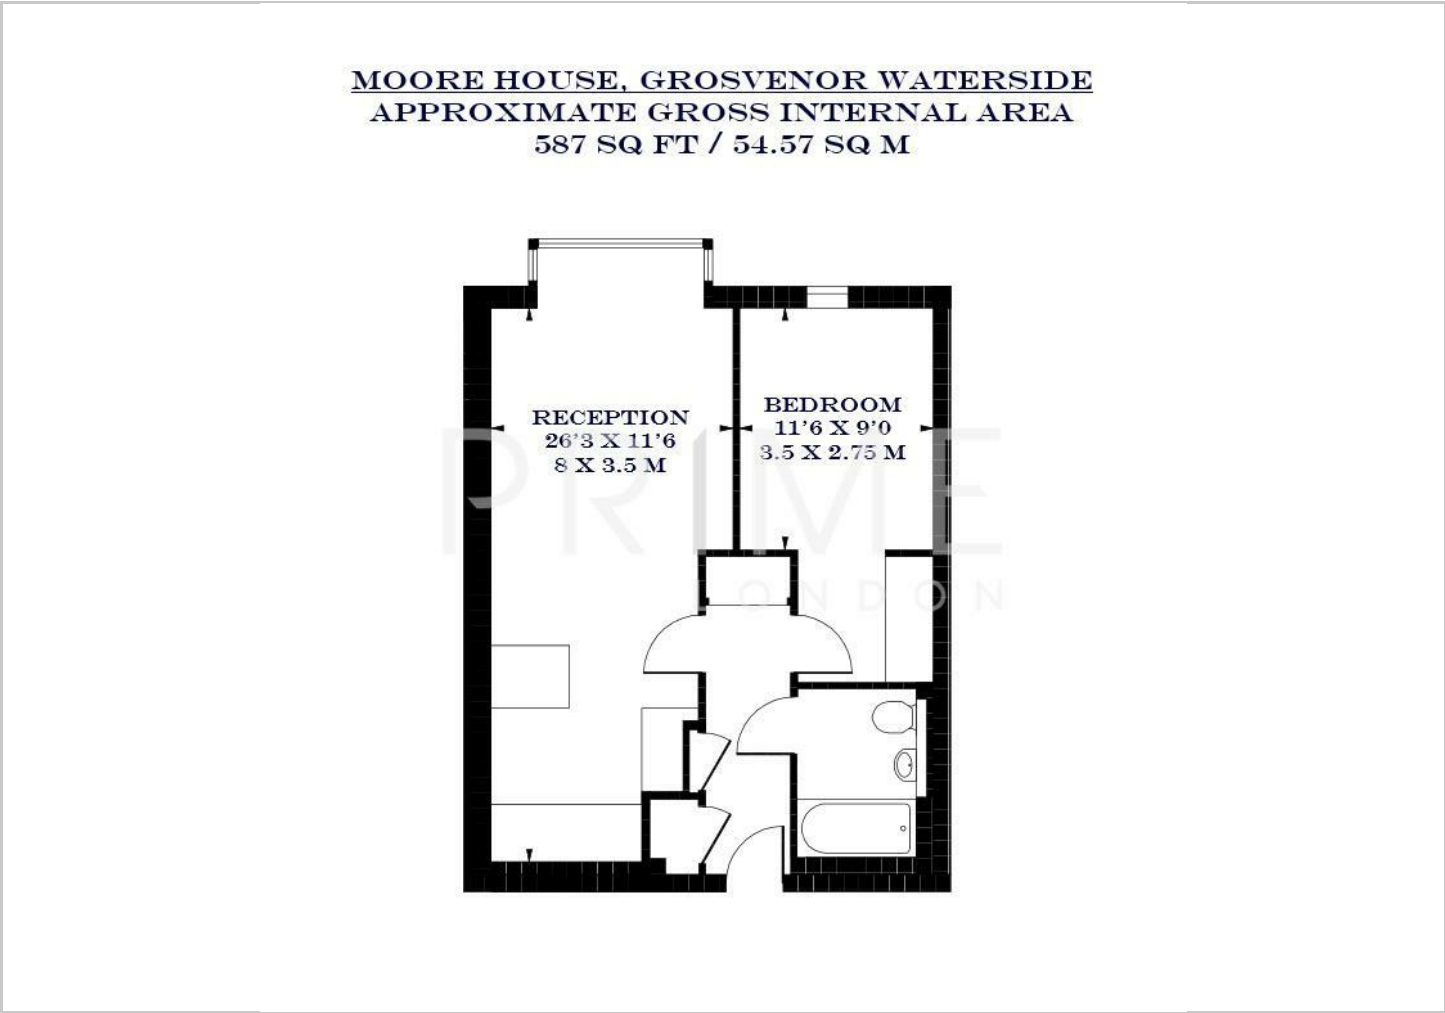 MOORE HOUSE, GROSVENOR WATERSIDE
APPROXIMATE GROSS INTERNAL AREA
587 SQ FT / 54.57 SQ M
RECEPTION
26'3 X 11'6
8 X 3.5 M
BEDROOM
11'6 X 9'0
3.5 X 2.75 M
PRIME
LONDON